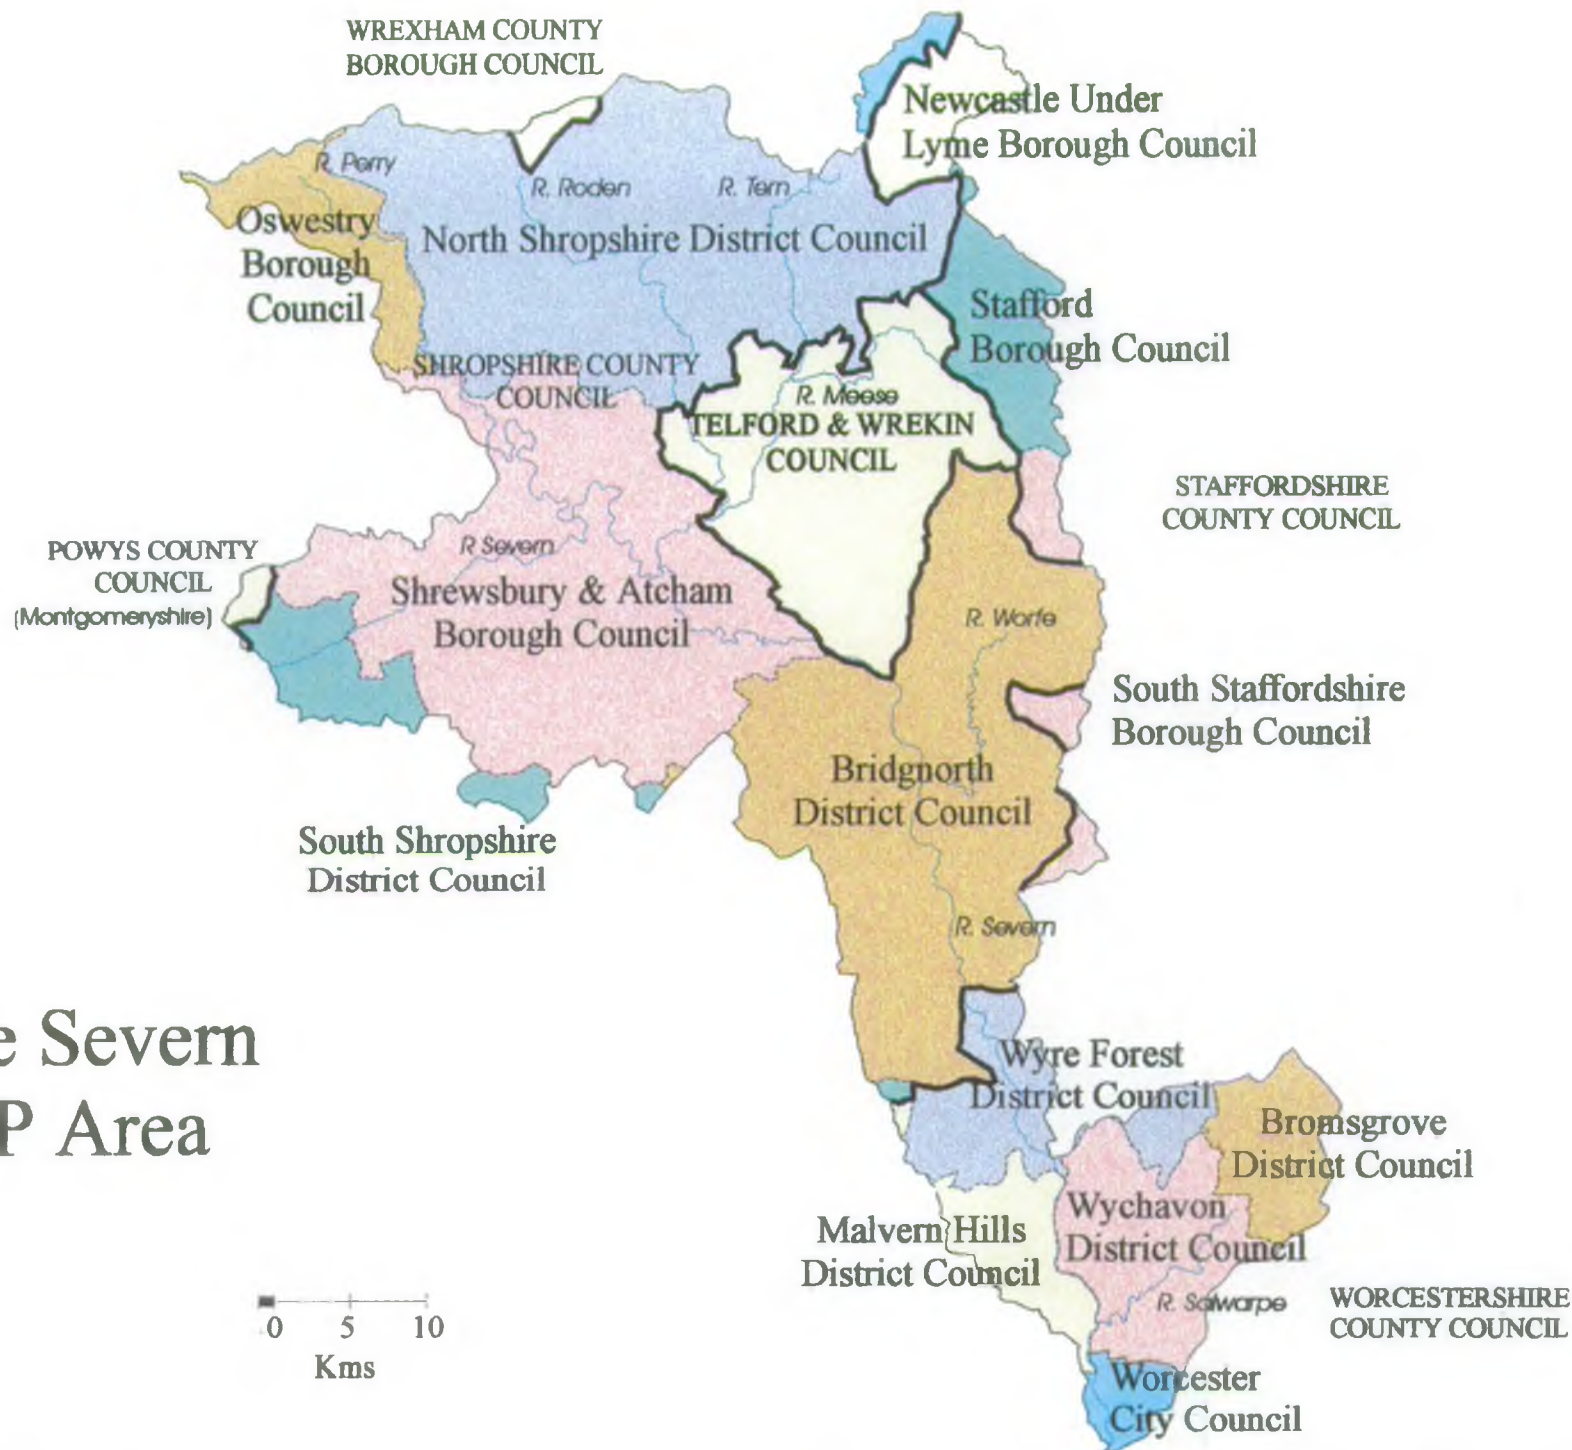 WREXHAM COUNTY
BOROUGH COUNCIL
Newcastle Under
Lyme Borough Council
R. Perry
R. Roden
R. Tern
Oswestry
Borough
Council
North Shropshire District Council
Stafford
Borough Council
SHROPSHIRE COUNTY
COUNCIL
R. Meese
TELFORD & WREKIN
COUNCIL
STAFFORDSHIRE
COUNTY COUNCIL
POWYS COUNTY
COUNCIL
(Montgomeryshire)
R Severn
Shrewsbury & Atcham
Borough Council
R. Worfe
South Staffordshire
Borough Council
Bridgnorth
District Council
South Shropshire
District Council
R. Severn
e Severn
P Area
Wyre Forest
District Council
Bromsgrove
District Council
Wychavon
District Council
Malvern Hills
District Council
R. Salwarpe
WORCESTERSHIRE
COUNTY COUNCIL
0 5 10
Kms
Worcester
City Council